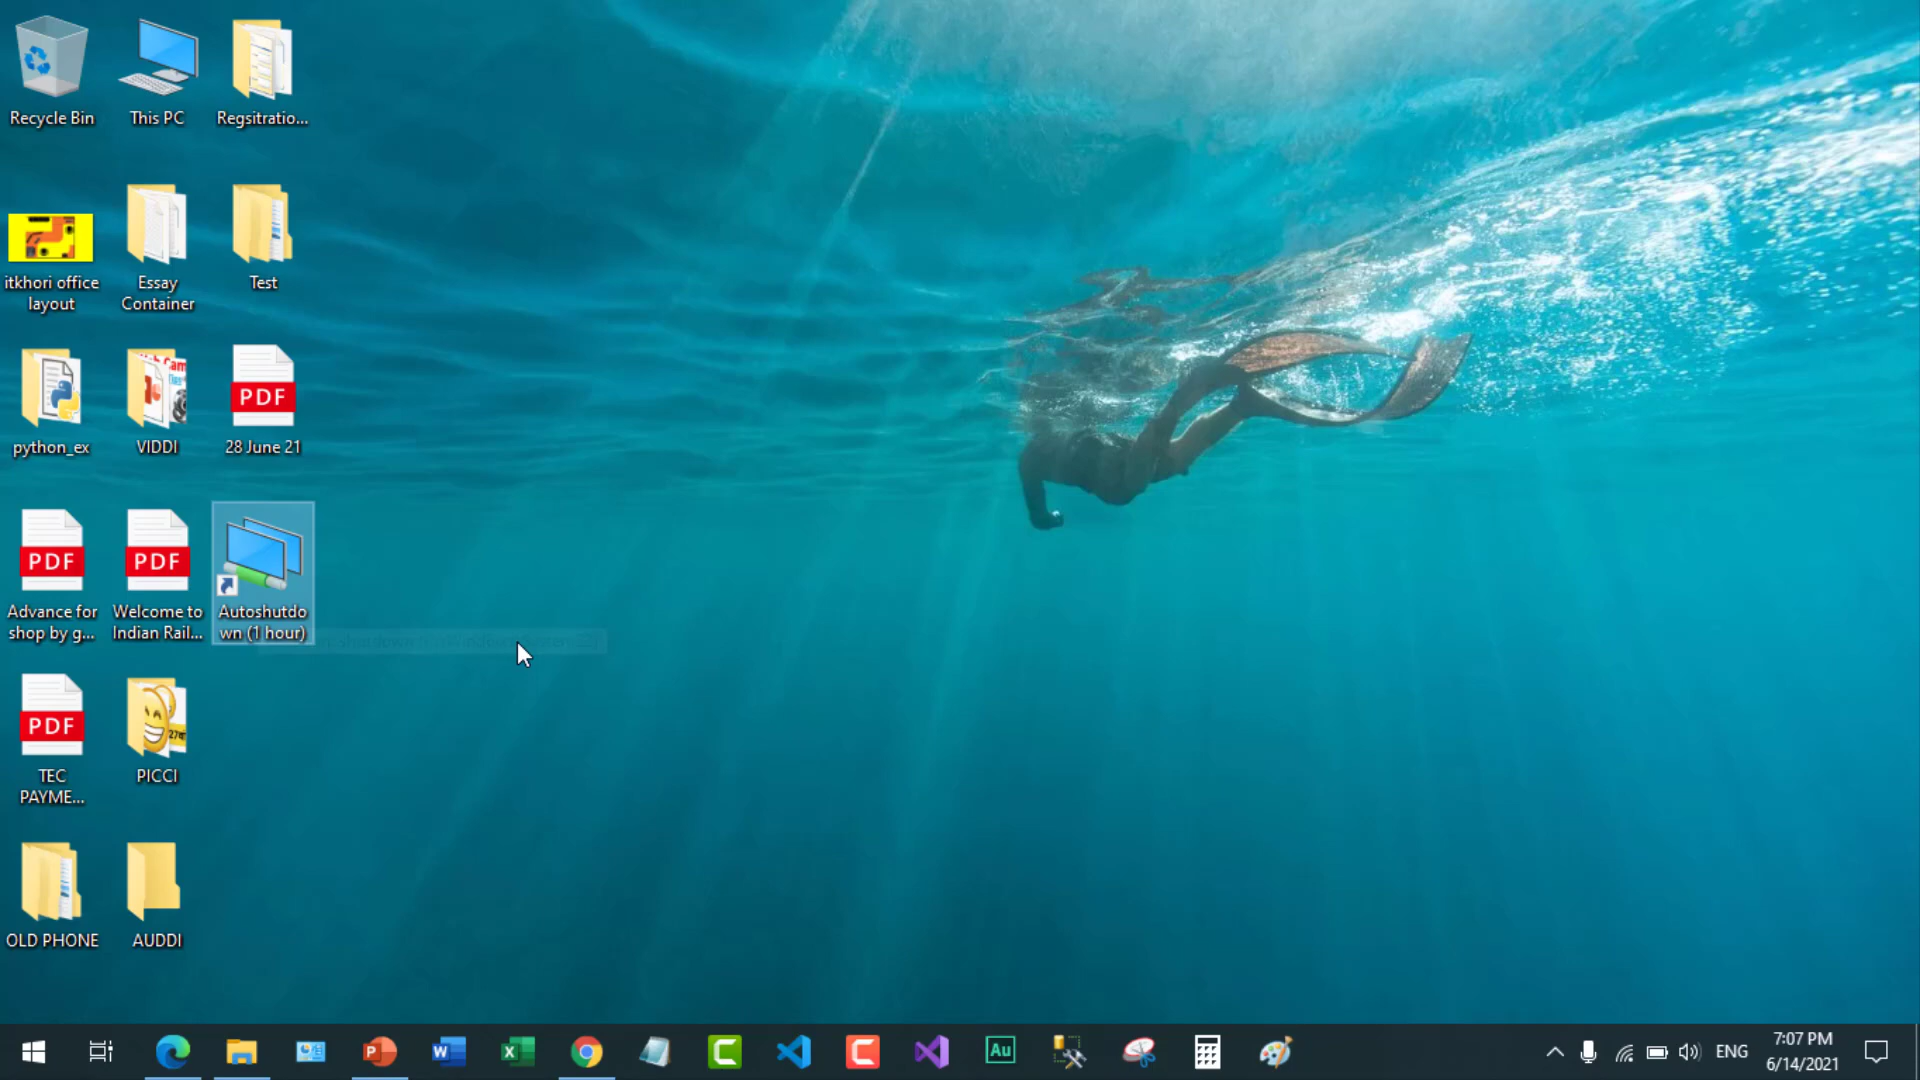 Recycle Bin
This PC
Regsitratio...
itkhori office
layout
Essay
Container
Test
python_ex
VIDDI
PDF
28 June 21
PDF
Advance for
shop by g...
PDF
Welcome to
Indian Rail...
Autoshutdo
wn (1 hour)
PDF
TEC
PAYME...
27
PICCI
OLD PHONE
AUDDI
Au
ENG
7:07 PM
6/14/2021